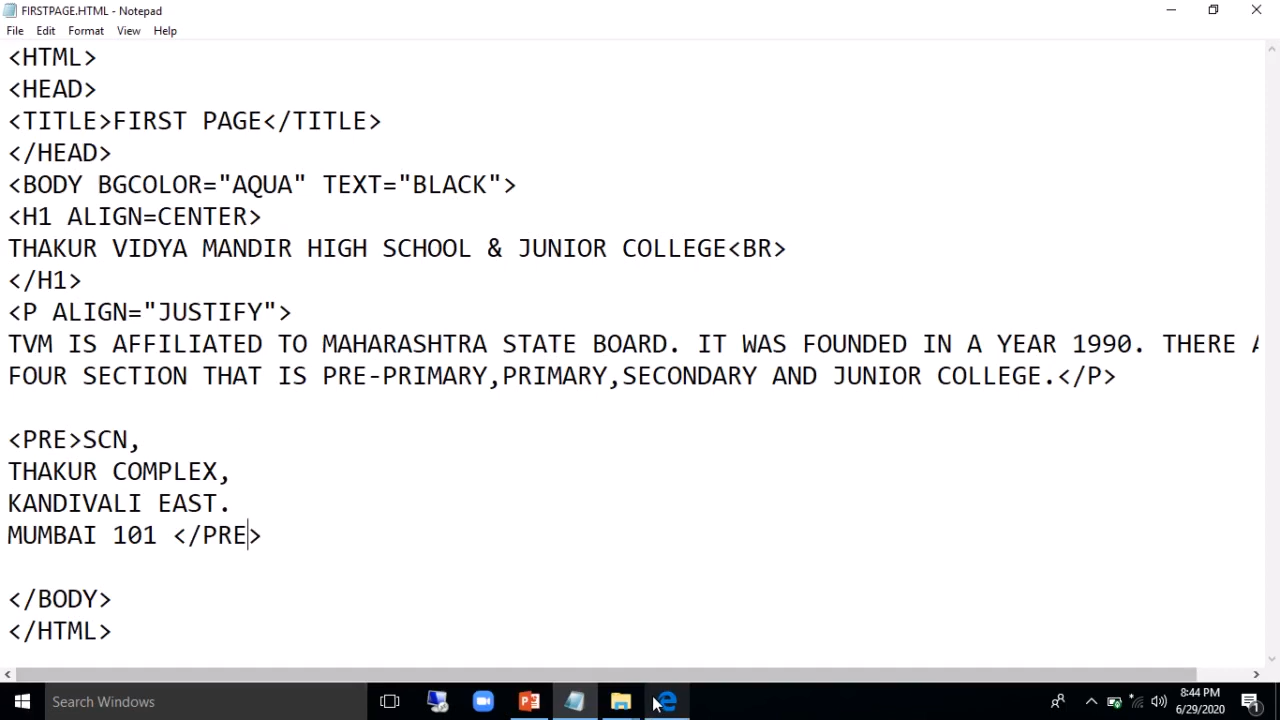 FIRSTPAGE.HTML - Notepad
File Edit Format View Help
<HTML>
<HEAD>
<TITLE>FIRST PAGE</TITLE>
</HEAD>
<BODY BGCOLOR="AQUA" TEXT="BLACK">
<H1 ALIGN=CENTER>
THAKUR VIDYA MANDIR HIGH SCHOOL & JUNIOR COLLEGE<BR>
</H1>
<P ALIGN="JUSTIFY">
TVM IS AFFILIATED TO MAHARASHTRA STATE BOARD. IT WAS FOUNDED IN A YEAR 1990. THERE
FOUR SECTION THAT IS PRE-PRIMARY,PRIMARY,SECONDARY AND JUNIOR COLLEGE.</P>
<PRE>SCN,
THAKUR COMPLEX,
KANDIVALI EAST.
MUMBAI 101 </PRE>
</BODY>
</HTML>
Search Windows
8:44 PM
6/29/2020
1